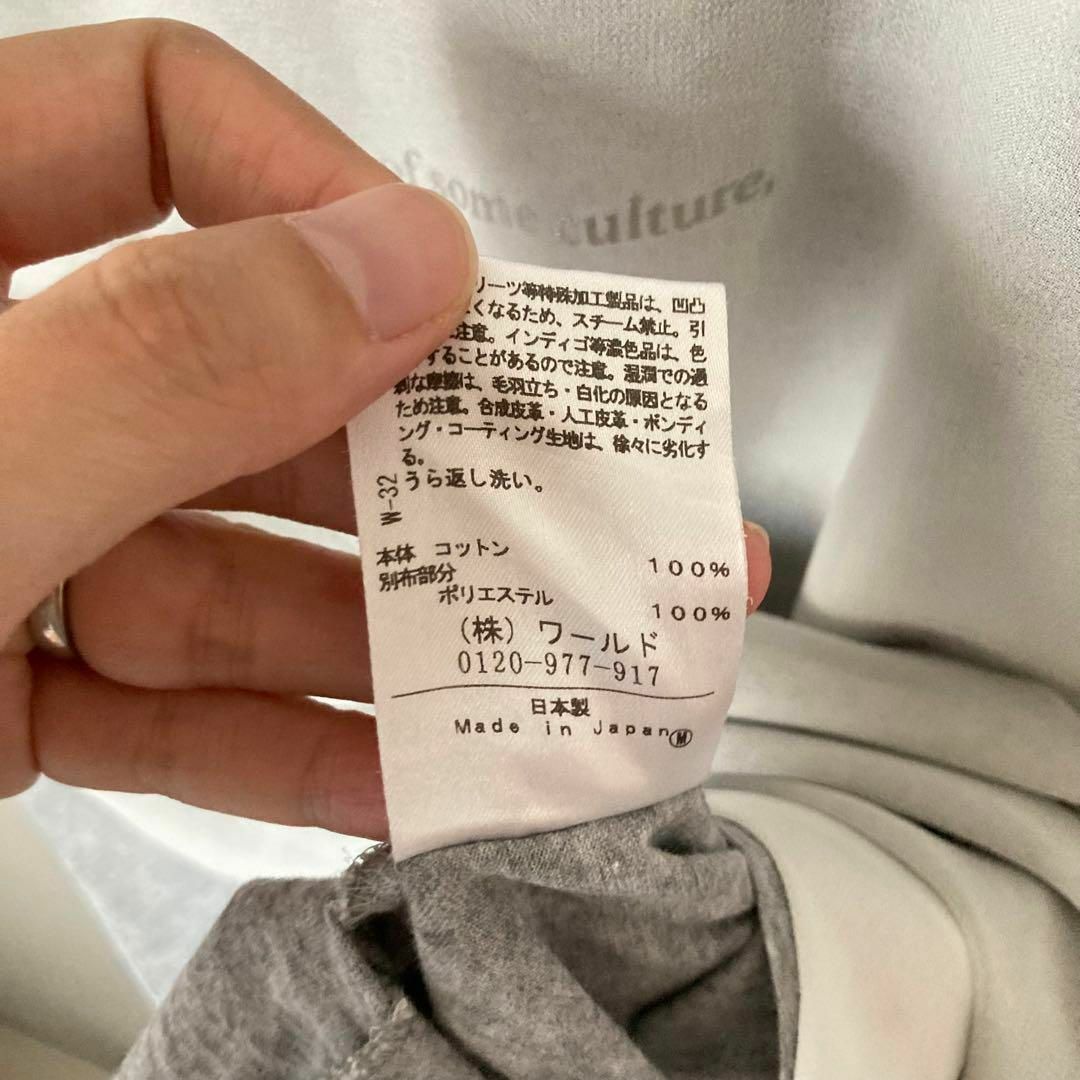 of some culture,
リーツ等特殊加工製品は、凹凸
くなるため、スチーム禁止。引
注意。インディゴ等濃色品は、色
することがあるので注意。湿潤での過
剰な摩擦は、毛羽立ち・白化の原因となる
ため注意。合成皮革・人工皮革・ボンディ
ング・コーティング生地は、徐々に劣化す
る。
うら返し洗い。
W-32
本体 コットン 100%
別布部分
ポリエステル 100%
(株) ワールド
0120-977-917
日本製
Made in Japan Ⓜ